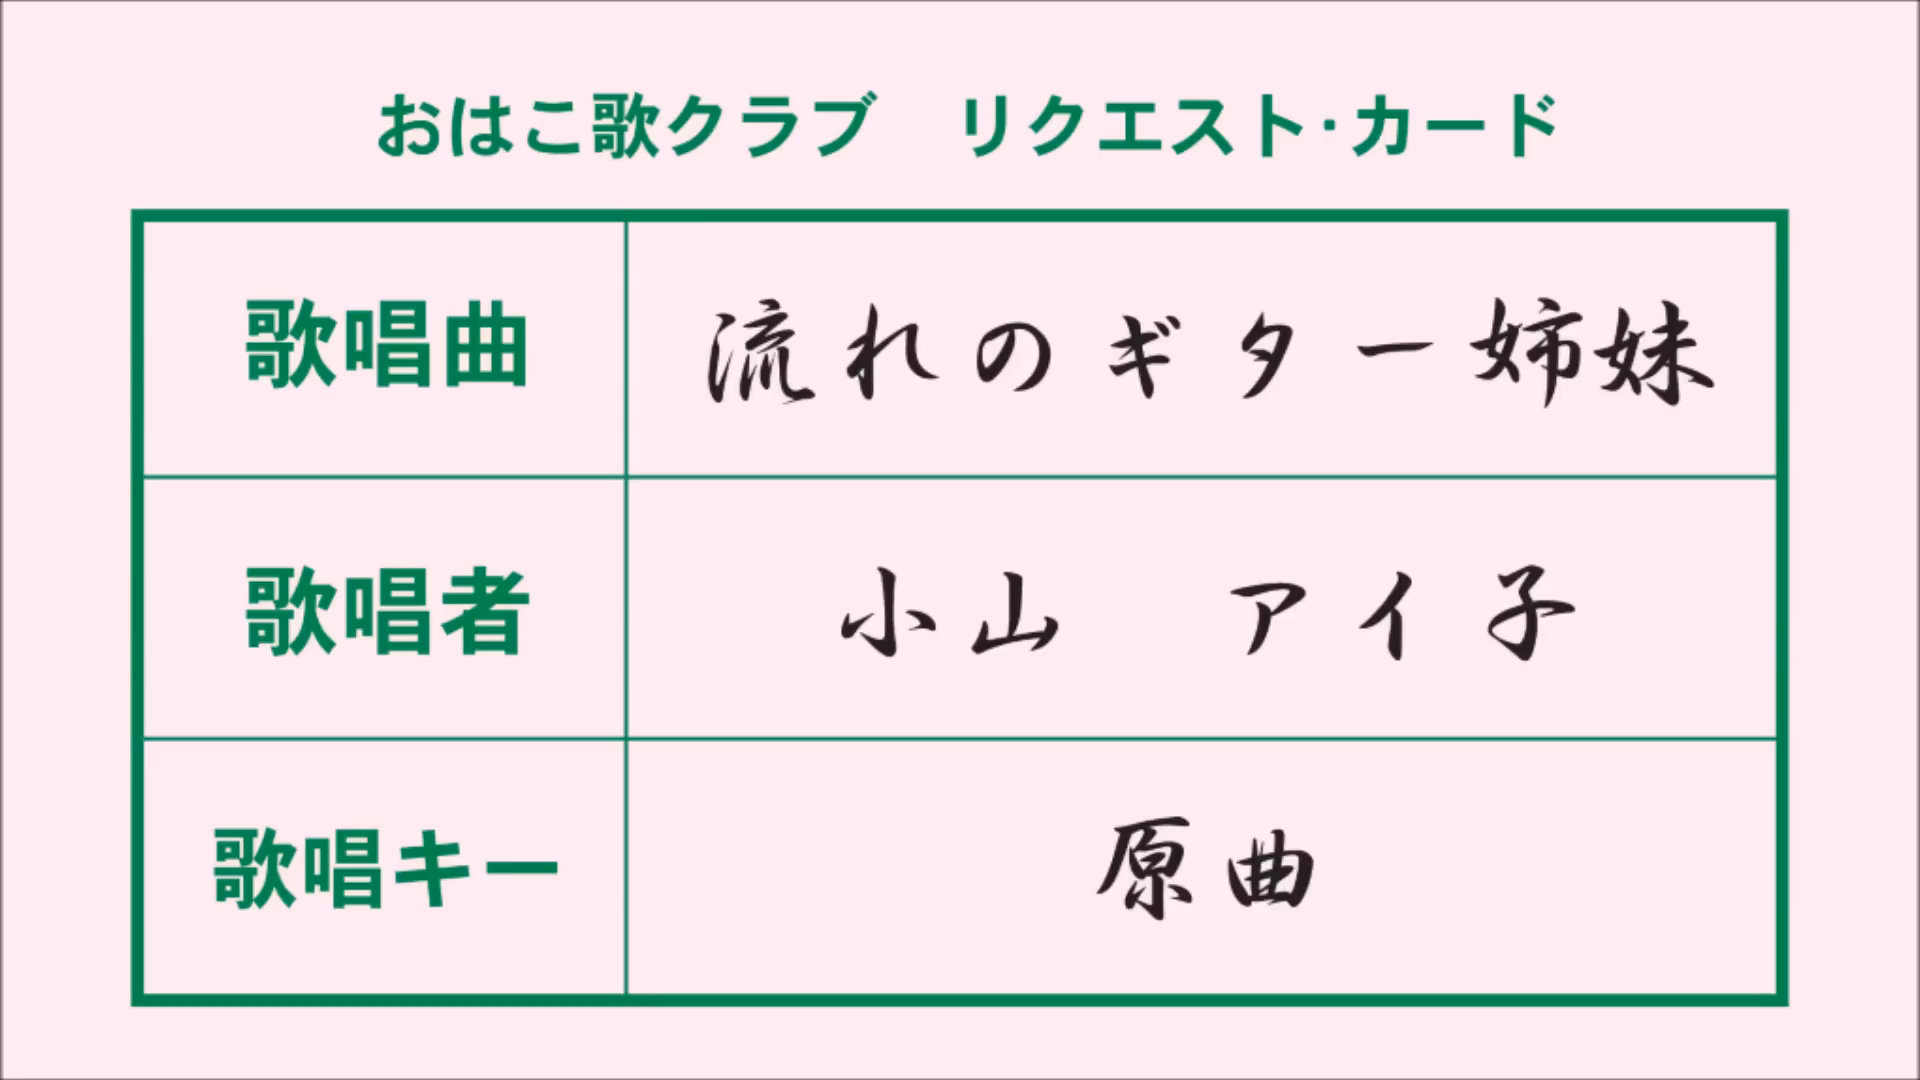 おはこ歌クラブ　リクエスト・カード
歌唱曲　流れのギター姉妹
歌唱者　小山　アイ子
歌唱キー　原曲